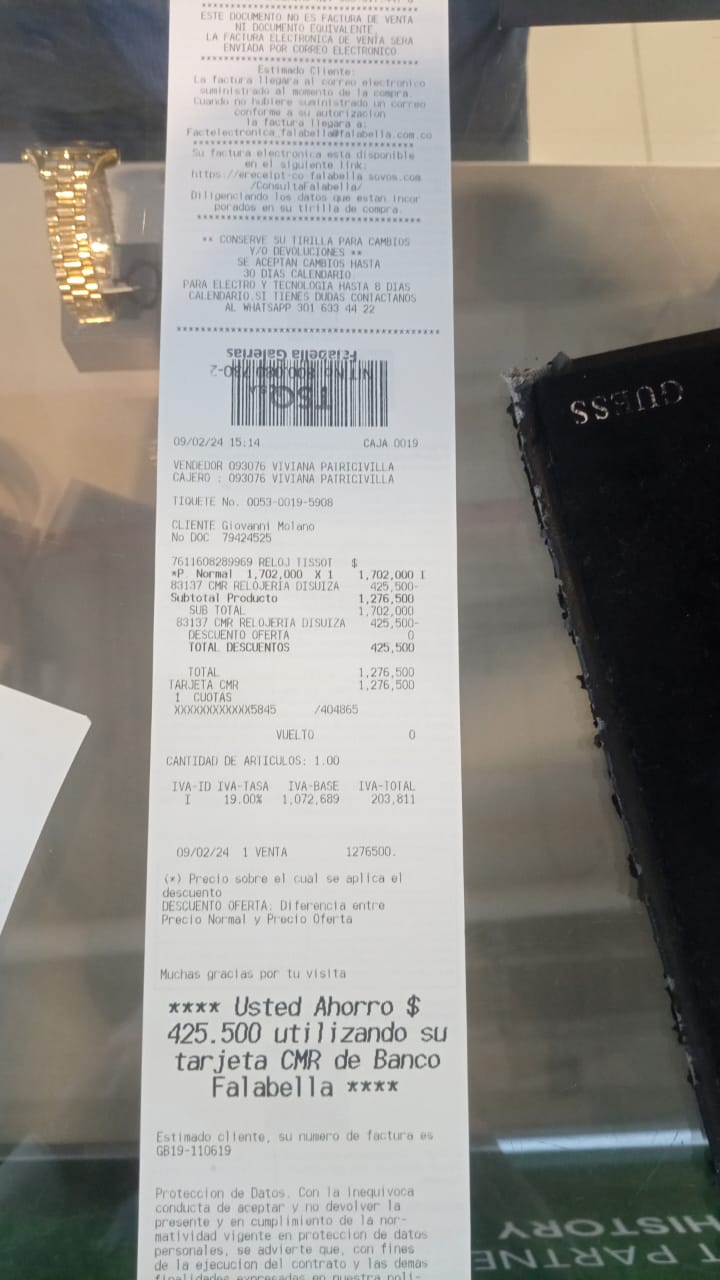 ***********************************
ESTE DOCUMENTO NO ES FACTURA DE VENTA
NI DOCUMENTO EQUIVALENTE.
LA FACTURA ELECTRONICA DE VENTA SERA
ENVIADA POR CORREO ELECTRONICO
***********************************
Estimado Cliente:
La factura llegara al correo electronico
suministrado al momento de la compra.
Cuando no hubiere suministrado un correo
conforme a su autorizacion
la factura llegara a:
Factelectronica_falabella@falabella.com.co
***********************************
Su factura electronica esta disponible
en el siguiente link:
https://ereceipt-co falabella sovos.com
/ConsultaFalabella/
Diligenciando los datos que estan incor
porados en su tirilla de compra.
***********************************
** CONSERVE SU TIRILLA PARA CAMBIOS
Y/O DEVOLUCIONES **
SE ACEPTAN CAMBIOS HASTA
30 DIAS CALENDARIO
PARA ELECTRO Y TECNOLOGIA HASTA 8 DIAS
CALENDARIO.SI TIENES DUDAS CONTACTANOS
AL WHATSAPP 301 633 44 22
***********************************
Falabella Galerias
09/02/24 15:14 CAJA 0019
VENDEDOR 093076 VIVIANA PATRICIVILLA
CAJERO : 093076 VIVIANA PATRICIVILLA
TIQUETE No. 0053-0019-5908
CLIENTE Giovanni Molano
No DOC 79424525
7611608289969 RELOJ TISSOT $
*P. Normal 1,702,000 X 1 1,702,000 I
83137 CMR RELOJERIA DISUIZA 425,500-
Subtotal Producto 1,276,500
SUB TOTAL 1,702,000
83137 CMR RELOJERIA DISUIZA 425,500-
DESCUENTO OFERTA 0
TOTAL DESCUENTOS 425,500
TOTAL 1,276,500
TARJETA CMR 1,276,500
1 CUOTAS
XXXXXXXXXXXX5845 /404865
VUELTO 0
CANTIDAD DE ARTICULOS: 1.00
IVA-ID IVA-TASA IVA-BASE IVA-TOTAL
I 19.00% 1,072,689 203,811
09/02/24 1 VENTA 1276500.
(*) Precio sobre el cual se aplica el
descuento
DESCUENTO OFERTA: Diferencia entre
Precio Normal y Precio Oferta
Muchas gracias por tu visita
**** Usted Ahorro $
425.500 utilizando su
tarjeta CMR de Banco
Falabella ****
Estimado cliente, su numero de factura es
GB19-110619
Proteccion de Datos. Con la inequivoca
conducta de aceptar y no devolver la
presente y en cumplimiento de la nor-
matividad vigente en proteccion de datos
personales, se advierte que, con fines
de la ejecucion del contrato y las demas
finalidades expresadas en nuestra poli-
GUESS
HISTORY